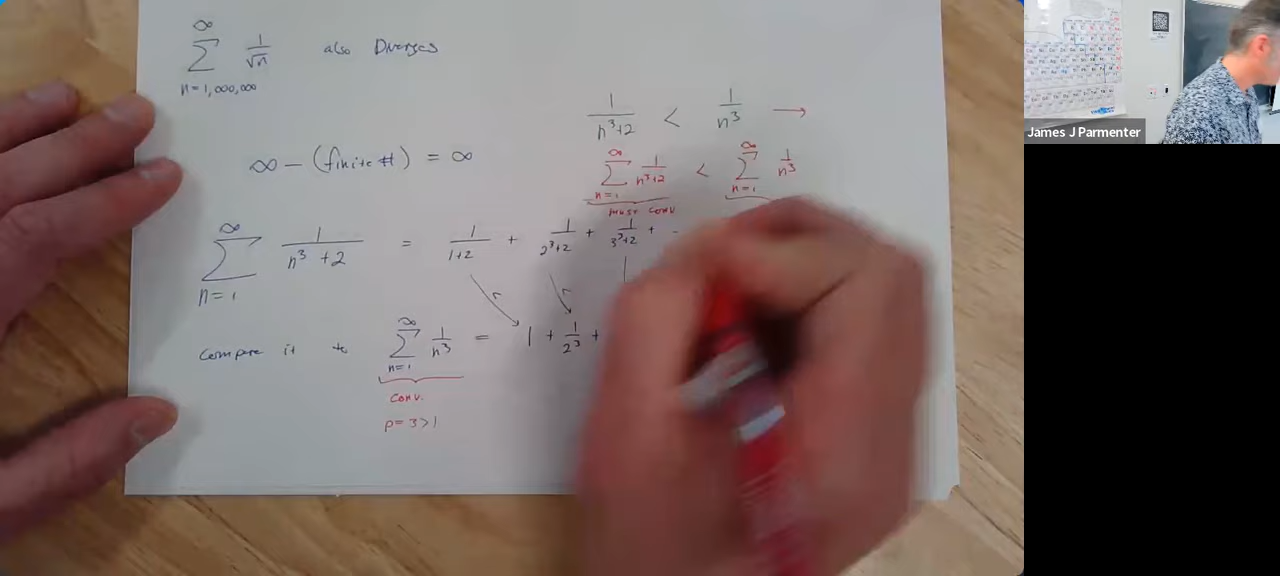 ∞
∑ 1/√n also Diverges
n=1,000,000
1/(n³+2) < 1/n³ →
∞ − (finite #) = ∞
∞ ∞
∑ 1/(n³+2) < ∑ 1/n³
n=1 n=1
must conv
∞
∑ 1/(n³+2) = 1/(1+2) + 1/(2³+2) + 1/(3³+2) + -
n=1
∞
Compare it to ∑ 1/n³ = 1 + 1/2³ +
n=1
conv.
p=3>1
James J Parmenter